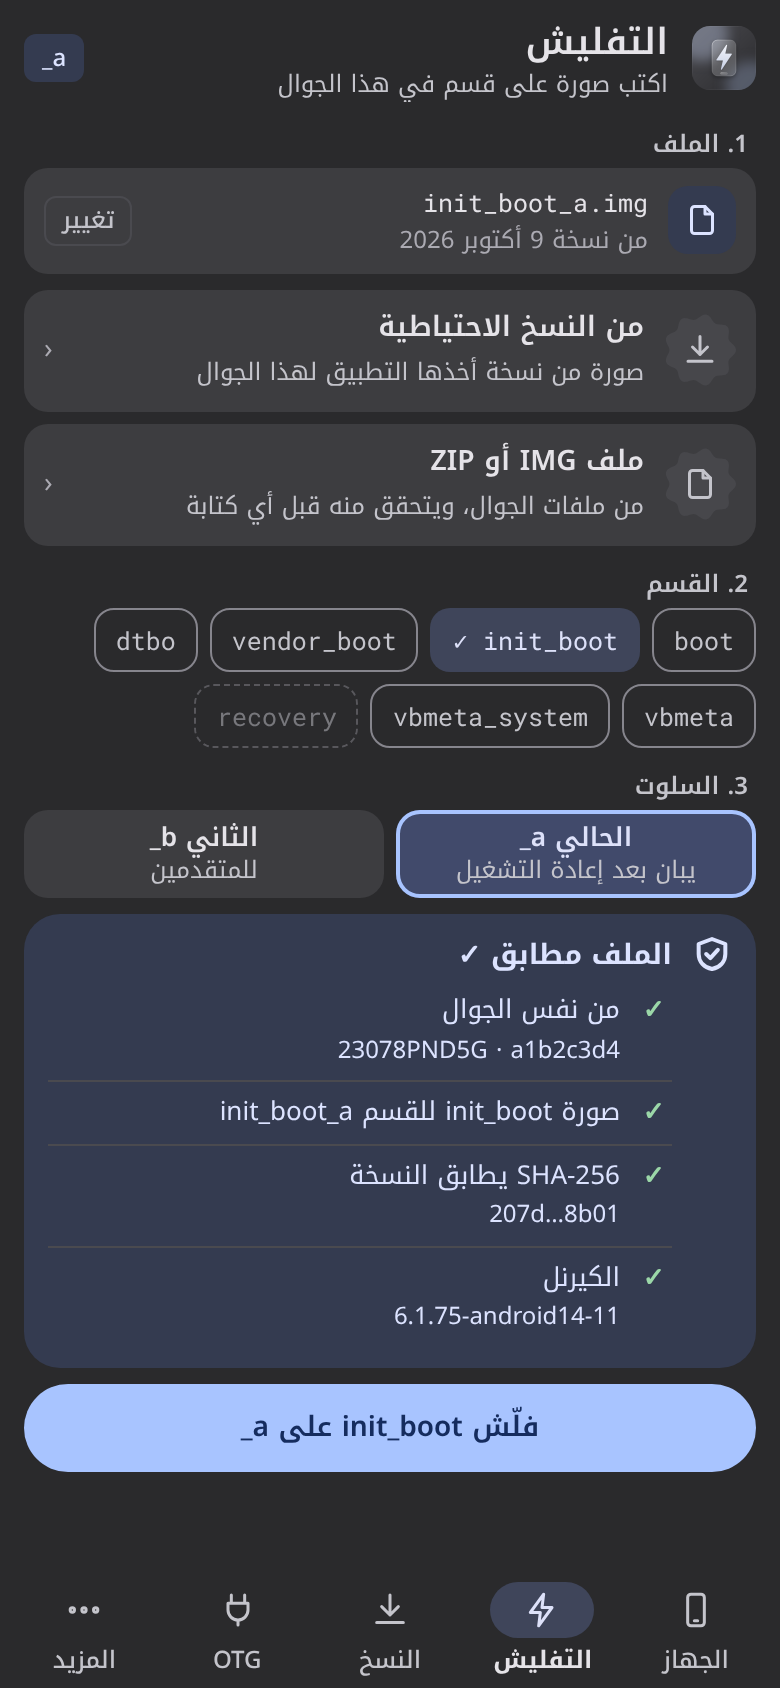 التفليش
اكتب صورة على قسم في هذا الجوال
_a
1. الملف
init_boot_a.img
من نسخة 9 أكتوبر 2026
تغيير
من النسخ الاحتياطية
صورة من نسخة أخذها التطبيق لهذا الجوال
ملف IMG أو ZIP
من ملفات الجوال، ويتحقق منه قبل أي كتابة
2. القسم
boot
init_boot ✓
vendor_boot
dtbo
vbmeta
vbmeta_system
recovery
3. السلوت
الحالي _a
يبان بعد إعادة التشغيل
الثاني _b
للمتقدمين
الملف مطابق ✓
✓ من نفس الجوال
23078PND5G · a1b2c3d4
✓ صورة init_boot للقسم init_boot_a
✓ SHA-256 يطابق النسخة
207d…8b01
✓ الكيرنل
6.1.75-android14-11
فلّش init_boot على _a
الجهاز
التفليش
النسخ
OTG
المزيد